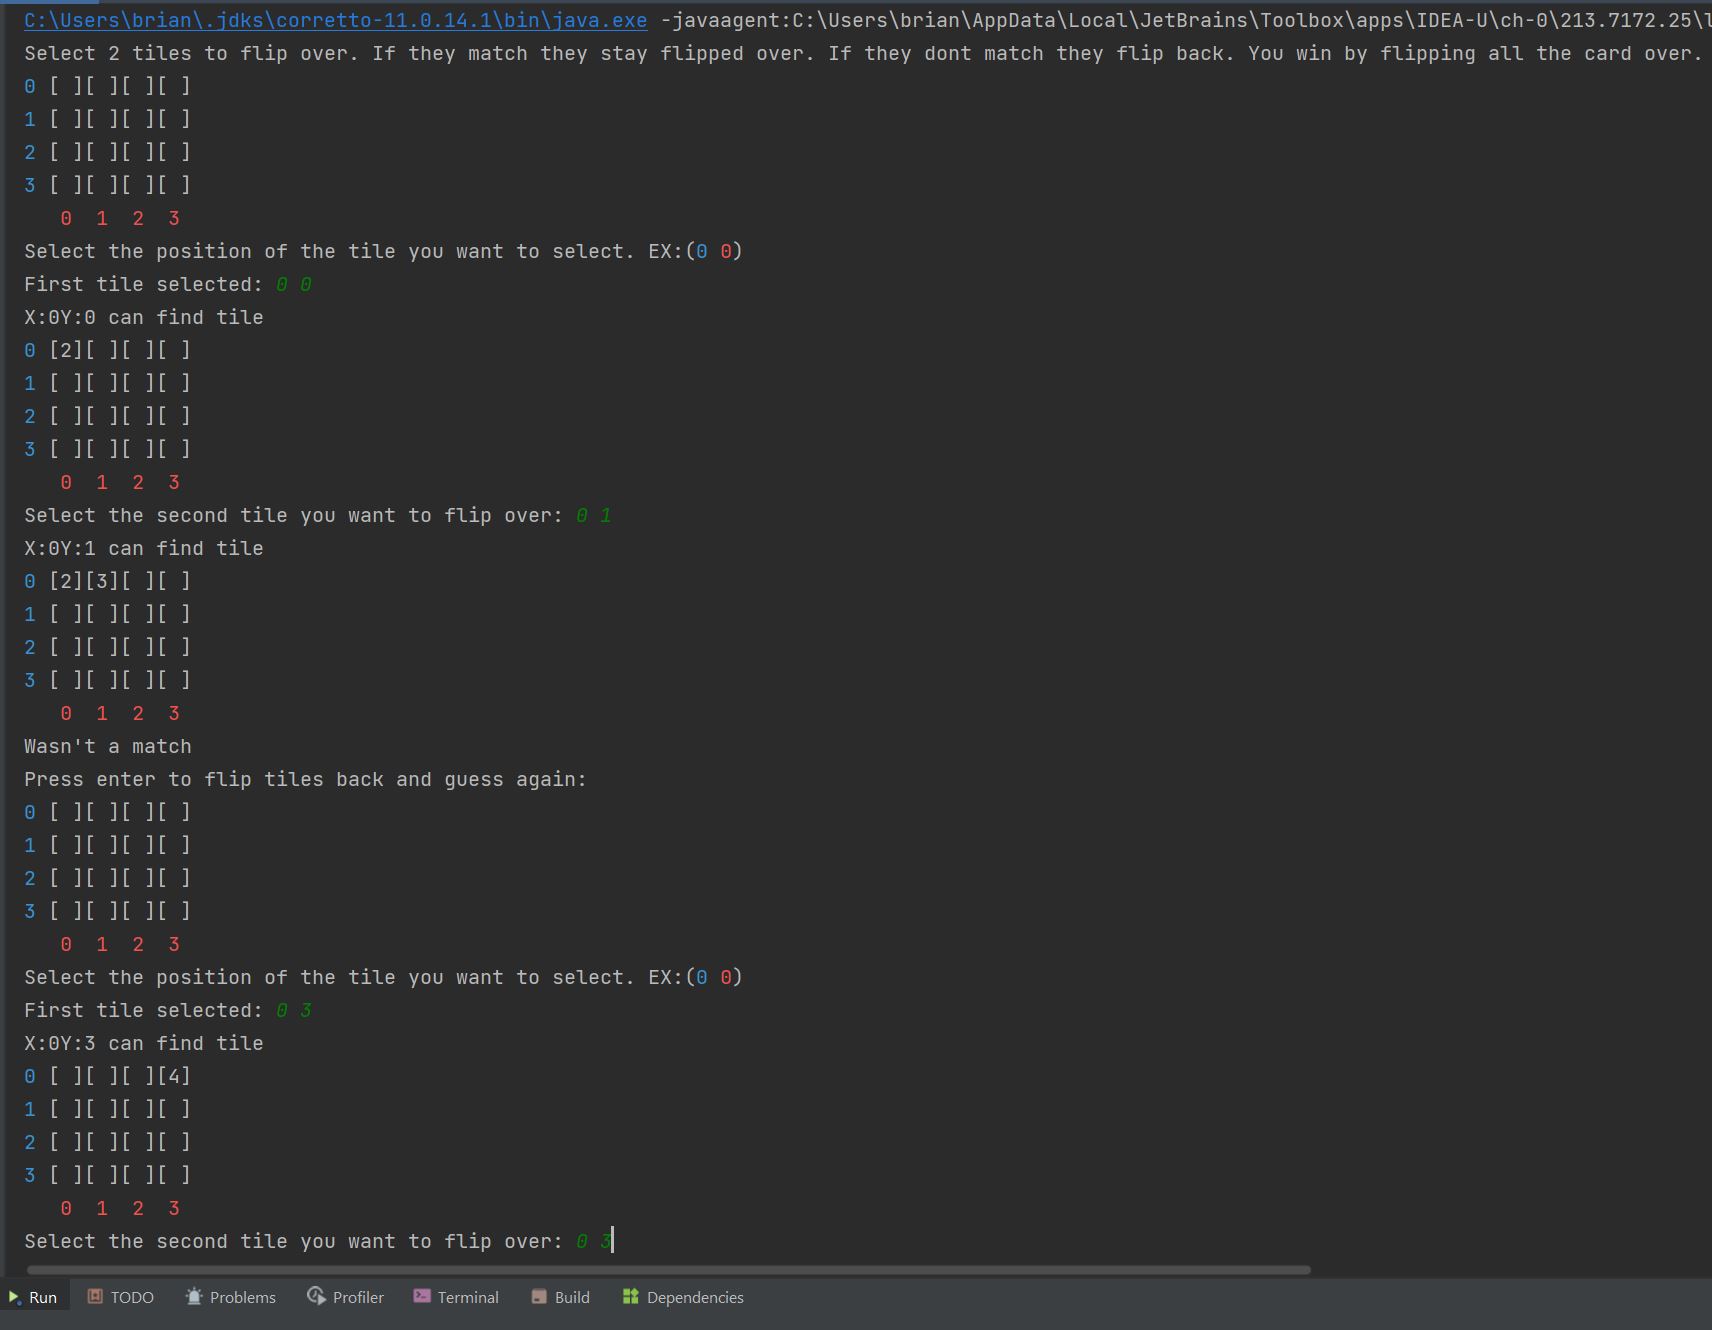 C:\Users\brian\.jdks\corretto-11.0.14.1\bin\java.exe -javaagent:C:\Users\brian\AppData\Local\JetBrains\Toolbox\apps\IDEA-U\ch-0\213.7172.25\
Select 2 tiles to flip over. If they match they stay flipped over. If they dont match they flip back. You win by flipping all the card over.
0 [ ][ ][ ][ ]
1 [ ][ ][ ][ ]
2 [ ][ ][ ][ ]
3 [ ][ ][ ][ ]
   0  1  2  3
Select the position of the tile you want to select. EX:(0 0)
First tile selected: 0 0
X:0Y:0 can find tile
0 [2][ ][ ][ ]
1 [ ][ ][ ][ ]
2 [ ][ ][ ][ ]
3 [ ][ ][ ][ ]
   0  1  2  3
Select the second tile you want to flip over: 0 1
X:0Y:1 can find tile
0 [2][3][ ][ ]
1 [ ][ ][ ][ ]
2 [ ][ ][ ][ ]
3 [ ][ ][ ][ ]
   0  1  2  3
Wasn't a match
Press enter to flip tiles back and guess again:
0 [ ][ ][ ][ ]
1 [ ][ ][ ][ ]
2 [ ][ ][ ][ ]
3 [ ][ ][ ][ ]
   0  1  2  3
Select the position of the tile you want to select. EX:(0 0)
First tile selected: 0 3
X:0Y:3 can find tile
0 [ ][ ][ ][4]
1 [ ][ ][ ][ ]
2 [ ][ ][ ][ ]
3 [ ][ ][ ][ ]
   0  1  2  3
Select the second tile you want to flip over: 0 3
Run TODO Problems Profiler Terminal Build Dependencies